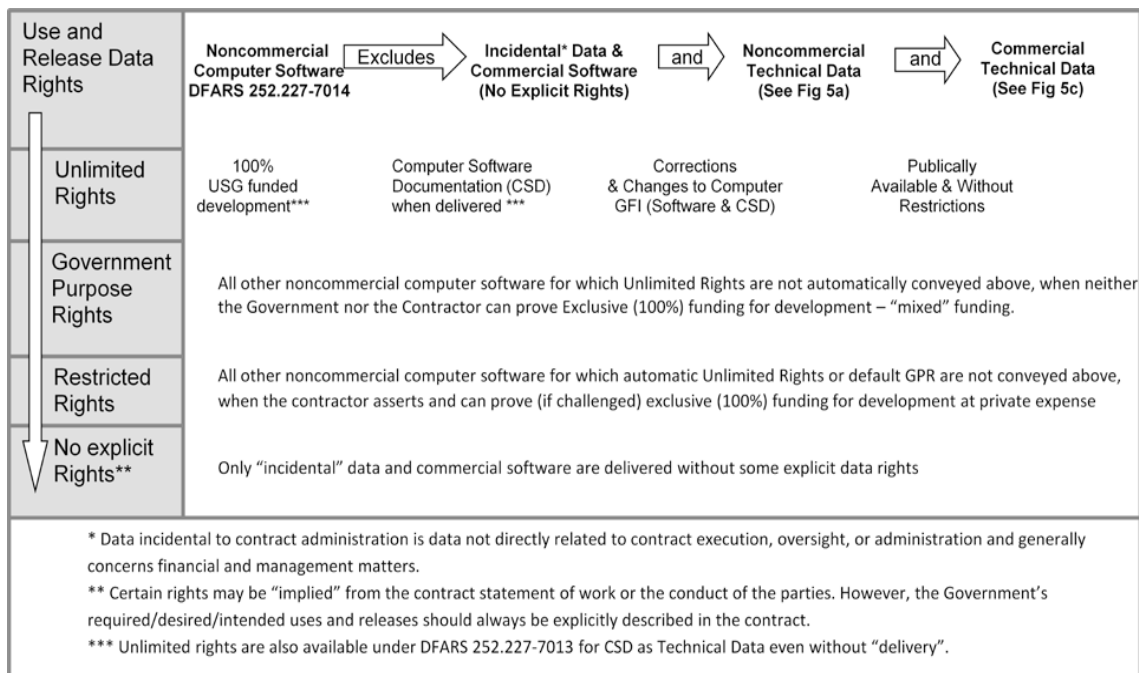 Use and
Release Data
Rights
Noncommercial
Computer Software
DFARS 252.227-7014
Excludes
Incidental* Data &
Commercial Software
(No Explicit Rights)
and
Noncommercial
Technical Data
(See Fig 5a)
and
Commercial
Technical Data
(See Fig 5c)
Unlimited
Rights
100%
USG funded
development***
Computer Software
Documentation (CSD)
when delivered ***
Corrections
& Changes to Computer
GFI (Software & CSD)
Publically
Available & Without
Restrictions
Government
Purpose
Rights
All other noncommercial computer software for which Unlimited Rights are not automatically conveyed above, when neither
the Government nor the Contractor can prove Exclusive (100%) funding for development – “mixed” funding.
Restricted
Rights
All other noncommercial computer software for which automatic Unlimited Rights or default GPR are not conveyed above,
when the contractor asserts and can prove (if challenged) exclusive (100%) funding for development at private expense
No explicit
Rights**
Only “incidental” data and commercial software are delivered without some explicit data rights
* Data incidental to contract administration is data not directly related to contract execution, oversight, or administration and generally
concerns financial and management matters.
** Certain rights may be “implied” from the contract statement of work or the conduct of the parties. However, the Government’s
required/desired/intended uses and releases should always be explicitly described in the contract.
*** Unlimited rights are also available under DFARS 252.227-7013 for CSD as Technical Data even without “delivery”.